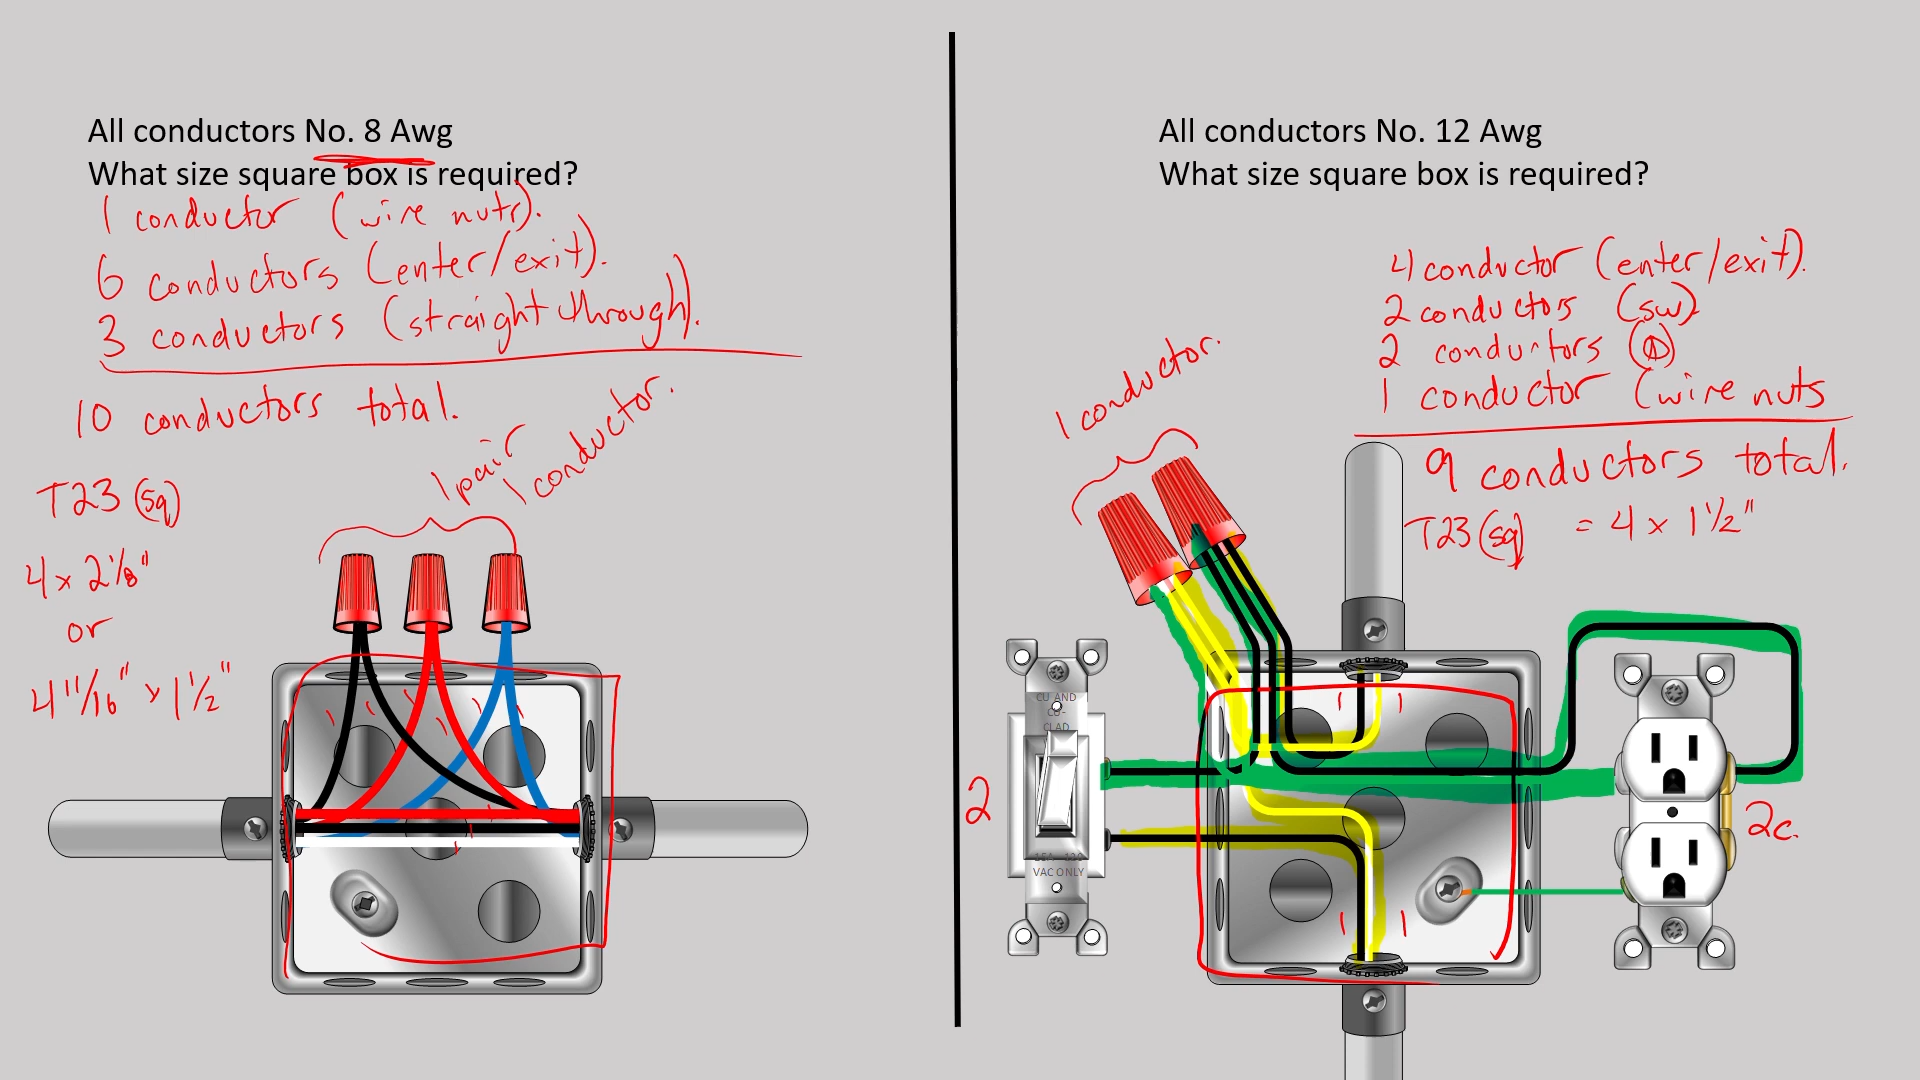 All conductors No. 8 Awg
What size square box is required?
1 conductor (wire nuts).
6 conductors (enter/exit).
3 conductors (straight through).
10 conductors total.
T23 (sq)
4 x 2 1/8"
or
4 11/16" x 1 1/2"
1 pair
1 conductor.
All conductors No. 12 Awg
What size square box is required?
4 conductor (enter/exit).
2 conductors (sw)
2 conductors
1 conductor (wire nuts
9 conductors total.
T23 (sq) = 4 x 1 1/2"
1 conductor.
CU AND
CU-
CLAD
VAC ONLY
2
2c.